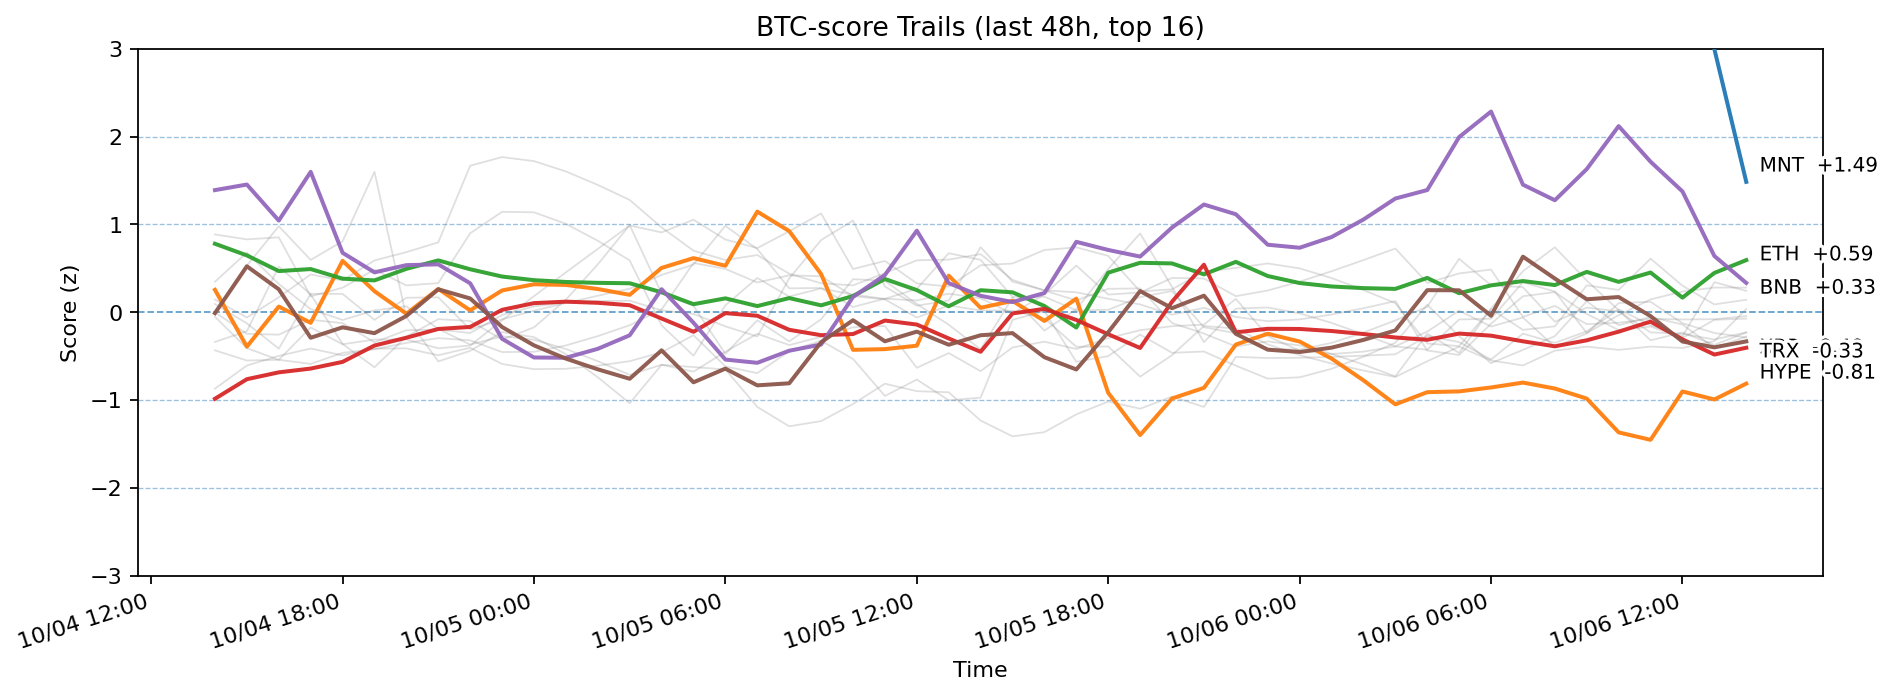 BTC-score Trails (last 48h, top 16)
Score (z)
3
2
1
0
−1
−2
−3
MNT +1.49
ETH +0.59
BNB +0.33
TRX -0.33
HYPE -0.81
10/04 12:00
10/04 18:00
10/05 00:00
10/05 06:00
10/05 12:00
10/05 18:00
10/06 00:00
10/06 06:00
10/06 12:00
Time